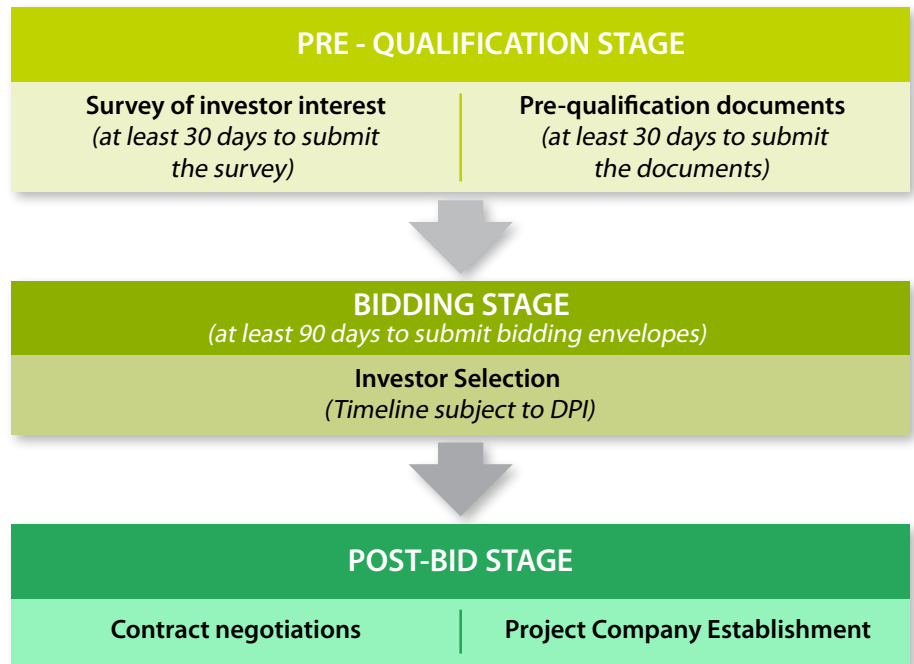 PRE - QUALIFICATION STAGE
Survey of investor interest
(at least 30 days to submit
the survey)
Pre-qualification documents
(at least 30 days to submit
the documents)
BIDDING STAGE
(at least 90 days to submit bidding envelopes)
Investor Selection
(Timeline subject to DPI)
POST-BID STAGE
Contract negotiations
Project Company Establishment